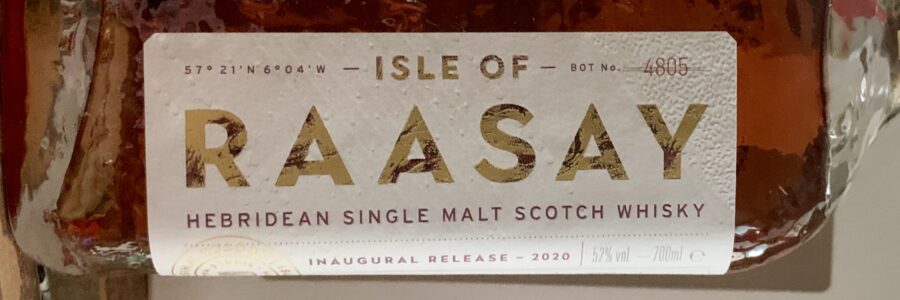 57° 21'N 6°04'W — ISLE OF — BOT No. 4805
RAASAY
HEBRIDEAN SINGLE MALT SCOTCH WHISKY
INAUGURAL RELEASE – 2020 | 52% vol — 700ml ℮